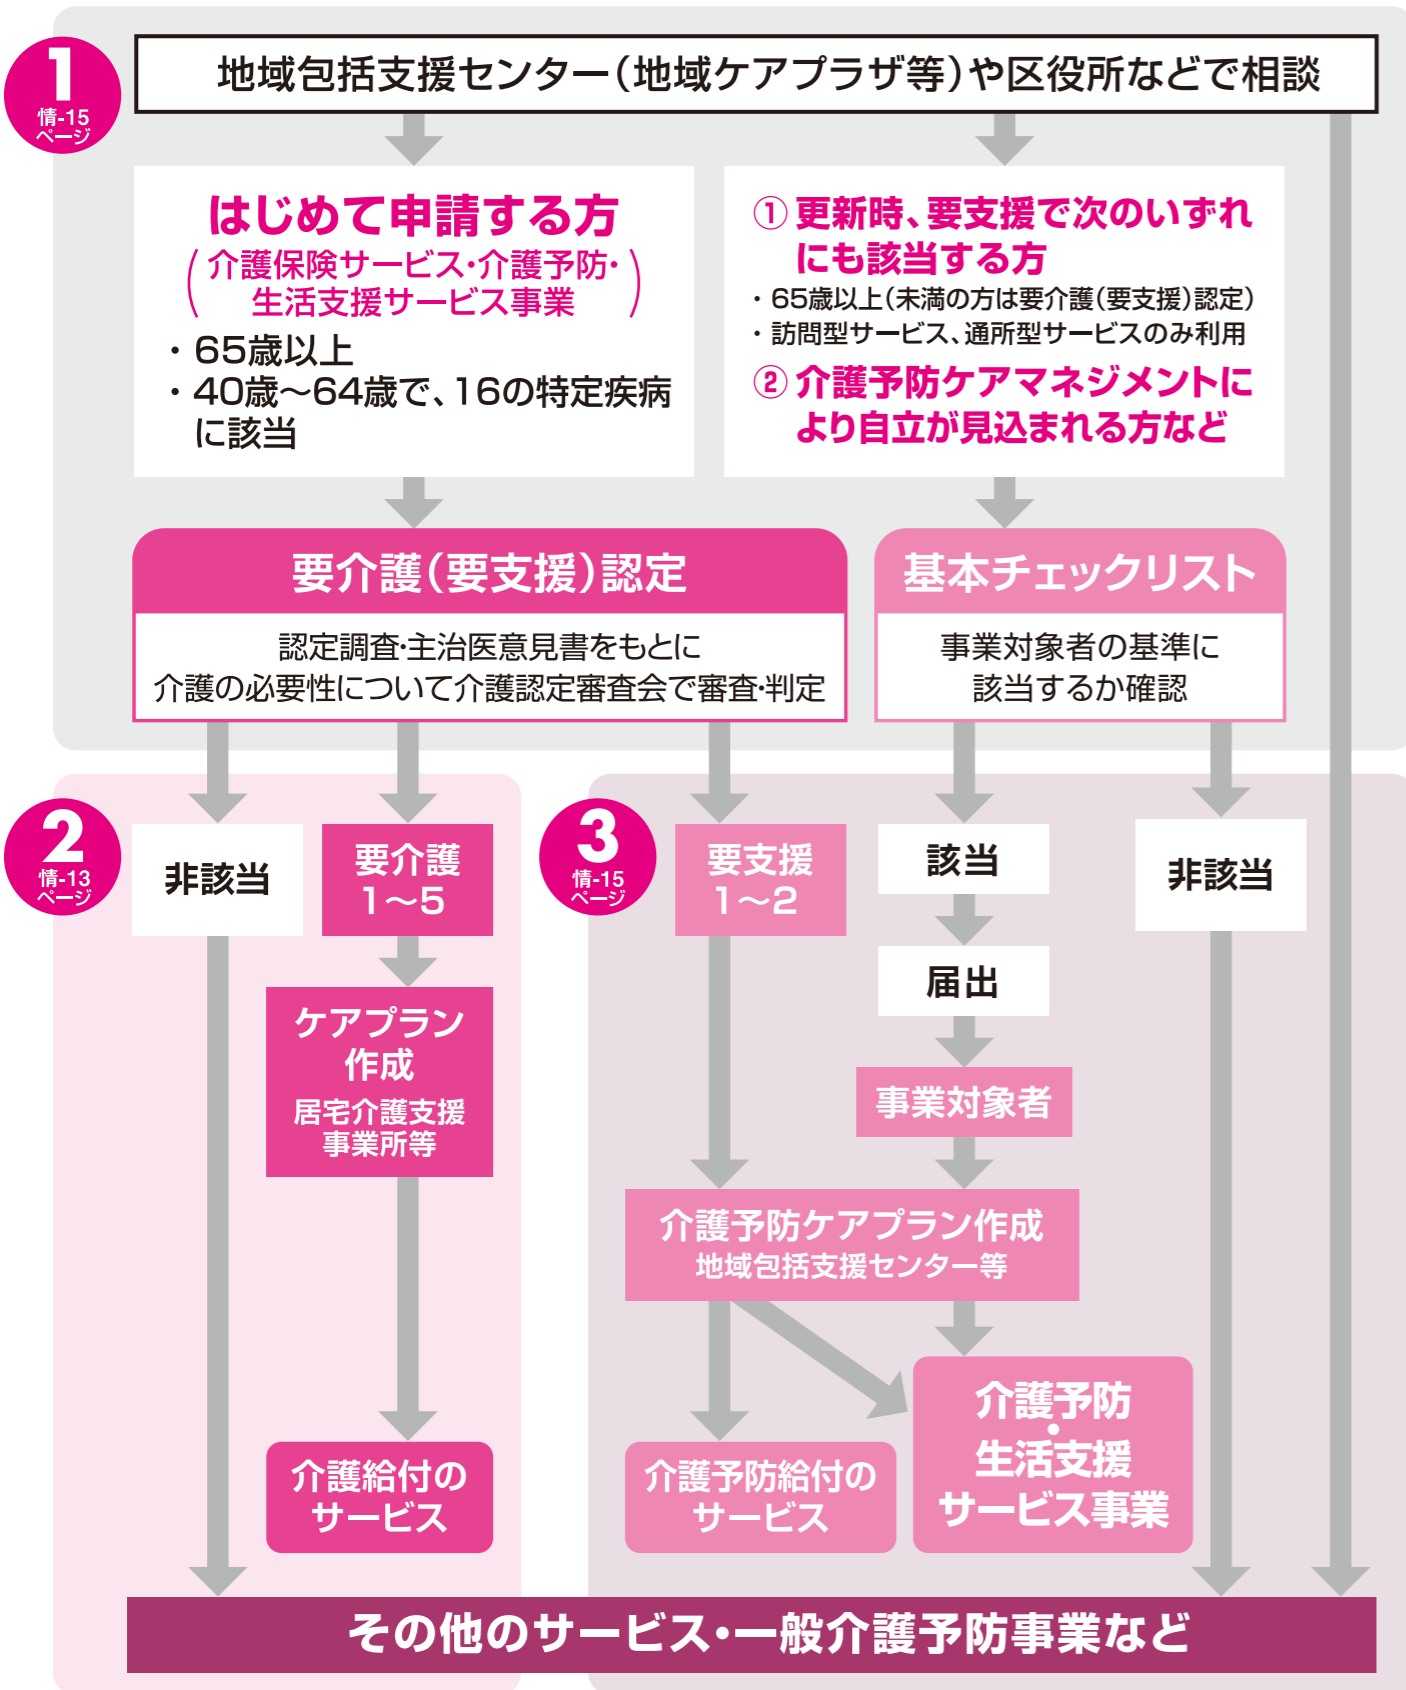 1
情-15
ページ
地域包括支援センター（地域ケアプラザ等）や区役所などで相談
はじめて申請する方
（介護保険サービス・介護予防・
生活支援サービス事業）
・65歳以上
・40歳～64歳で、16の特定疾病
に該当
① 更新時、要支援で次のいずれ
にも該当する方
・65歳以上（未満の方は要介護（要支援）認定）
・訪問型サービス、通所型サービスのみ利用
② 介護予防ケアマネジメントに
より自立が見込まれる方など
要介護（要支援）認定
認定調査・主治医意見書をもとに
介護の必要性について介護認定審査会で審査・判定
基本チェックリスト
事業対象者の基準に
該当するか確認
2
情-13
ページ
非該当
要介護
1～5
ケアプラン
作成
居宅介護支援
事業所等
介護給付の
サービス
3
情-15
ページ
要支援
1～2
該当
届出
事業対象者
非該当
介護予防ケアプラン作成
地域包括支援センター等
介護予防給付の
サービス
介護予防
・
生活支援
サービス事業
その他のサービス・一般介護予防事業など